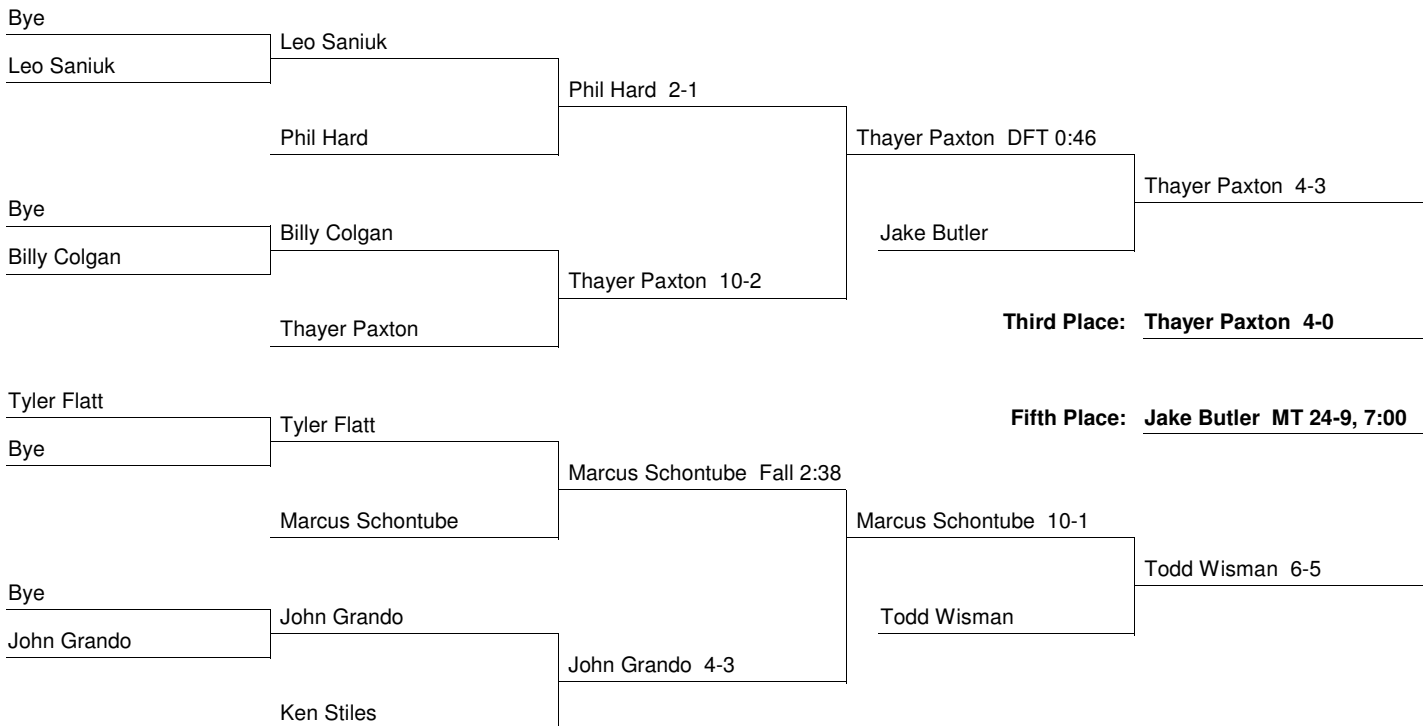 Bye
Leo Saniuk
Leo Saniuk
Phil Hard 2-1
Phil Hard
Thayer Paxton DFT 0:46
Thayer Paxton 4-3
Bye
Billy Colgan
Billy Colgan
Jake Butler
Thayer Paxton 10-2
Thayer Paxton
Third Place: Thayer Paxton 4-0
Tyler Flatt
Bye
Tyler Flatt
Fifth Place: Jake Butler MT 24-9, 7:00
Marcus Schontube Fall 2:38
Marcus Schontube
Marcus Schontube 10-1
Todd Wisman 6-5
Bye
John Grando
John Grando
Todd Wisman
John Grando 4-3
Ken Stiles